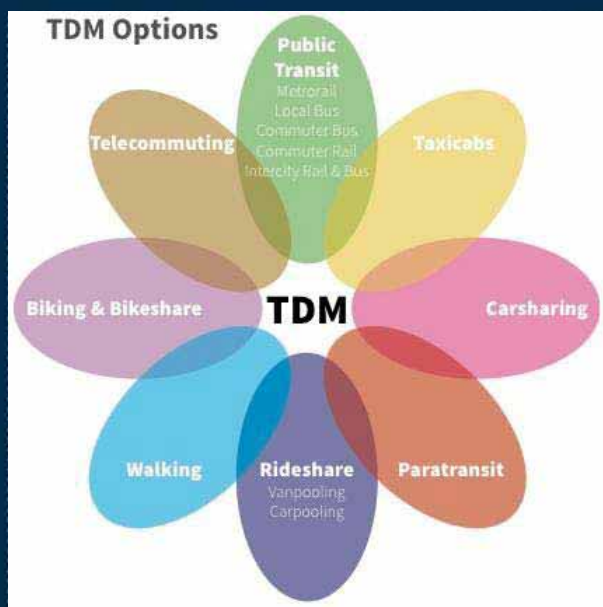 TDM Options
Public
Transit
Metrorail
Local Bus
Commuter Bus
Commuter Rail
Intercity Rail & Bus
Telecommuting
Taxicabs
Biking & Bikeshare
TDM
Carsharing
Walking
Rideshare
Vanpooling
Carpooling
Paratransit